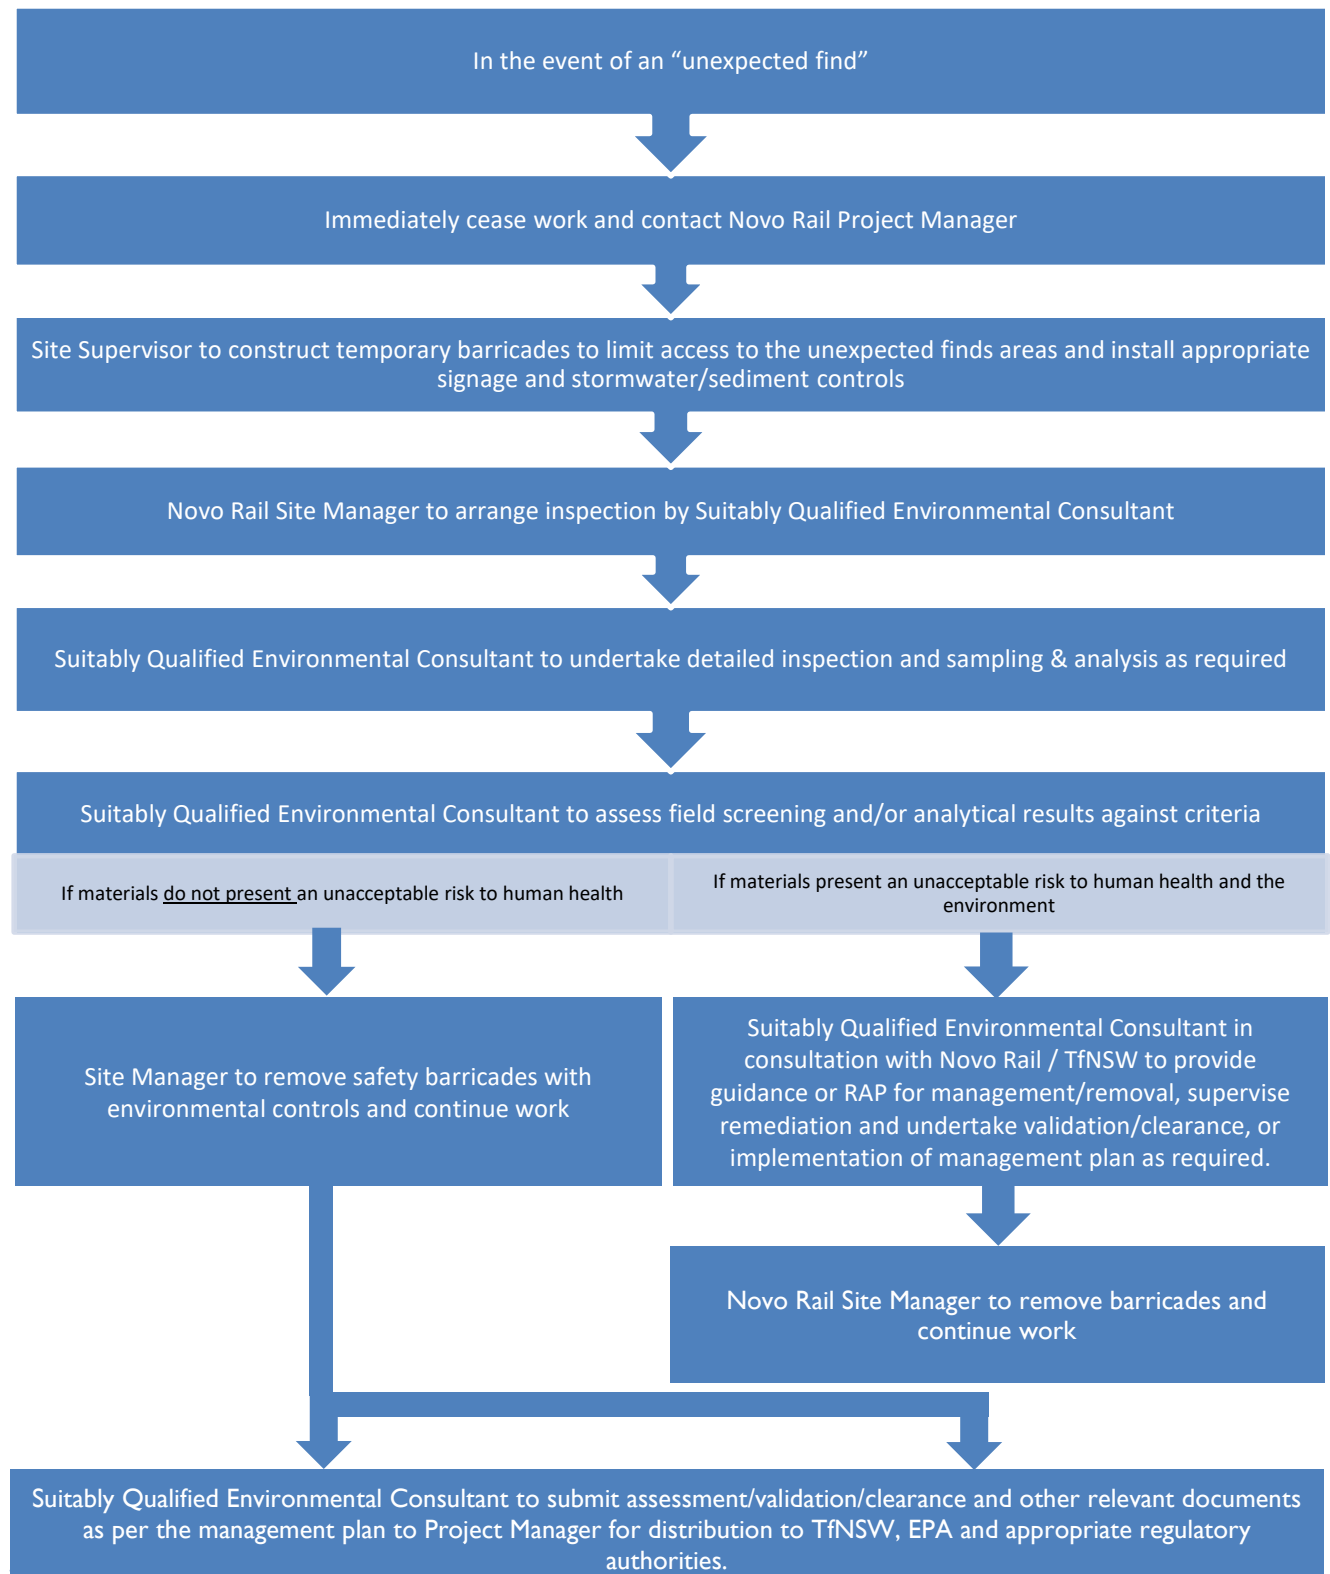 In the event of an “unexpected find”
Immediately cease work and contact Novo Rail Project Manager
Site Supervisor to construct temporary barricades to limit access to the unexpected finds areas and install appropriate
signage and stormwater/sediment controls
Novo Rail Site Manager to arrange inspection by Suitably Qualified Environmental Consultant
Suitably Qualified Environmental Consultant to undertake detailed inspection and sampling & analysis as required
Suitably Qualified Environmental Consultant to assess field screening and/or analytical results against criteria
If materials do not present an unacceptable risk to human health
If materials present an unacceptable risk to human health and the
environment
Site Manager to remove safety barricades with
environmental controls and continue work
Suitably Qualified Environmental Consultant in
consultation with Novo Rail / TfNSW to provide
guidance or RAP for management/removal, supervise
remediation and undertake validation/clearance, or
implementation of management plan as required.
Novo Rail Site Manager to remove barricades and
continue work
Suitably Qualified Environmental Consultant to submit assessment/validation/clearance and other relevant documents
as per the management plan to Project Manager for distribution to TfNSW, EPA and appropriate regulatory
authorities.